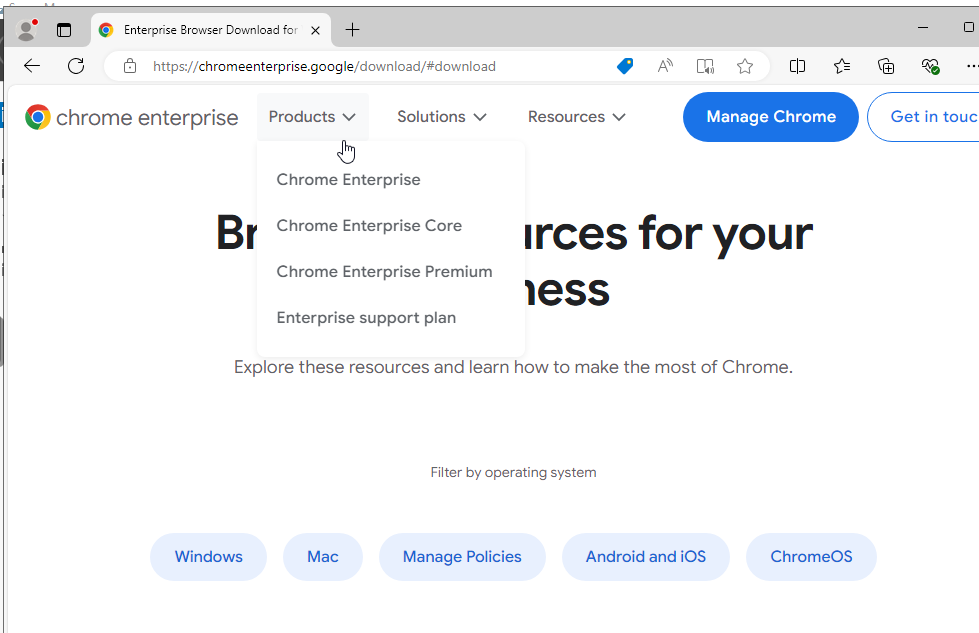 Enterprise Browser Download for
https://chromeenterprise.google/download/#download
chrome enterprise
Products
Solutions
Resources
Manage Chrome
Get in touc
Chrome Enterprise
Chrome Enterprise Core
Chrome Enterprise Premium
Enterprise support plan
Br urces for your
ness
Explore these resources and learn how to make the most of Chrome.
Filter by operating system
Windows
Mac
Manage Policies
Android and iOS
ChromeOS